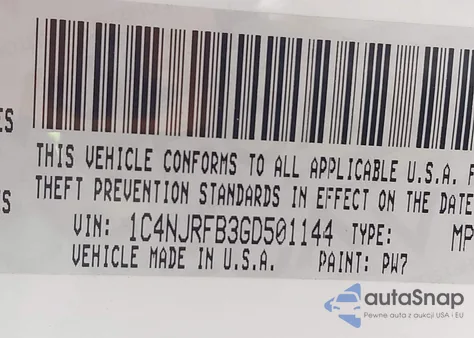 ES
THIS VEHICLE CONFORMS TO ALL APPLICABLE U.S.A. F
THEFT PREVENTION STANDARDS IN EFFECT ON THE DATE
S
VIN: 1C4NJRFB3GD501144 TYPE: MP
VEHICLE MADE IN U.S.A. PAINT: PW7
autaSnap
Pewne auta z aukcji USA i EU